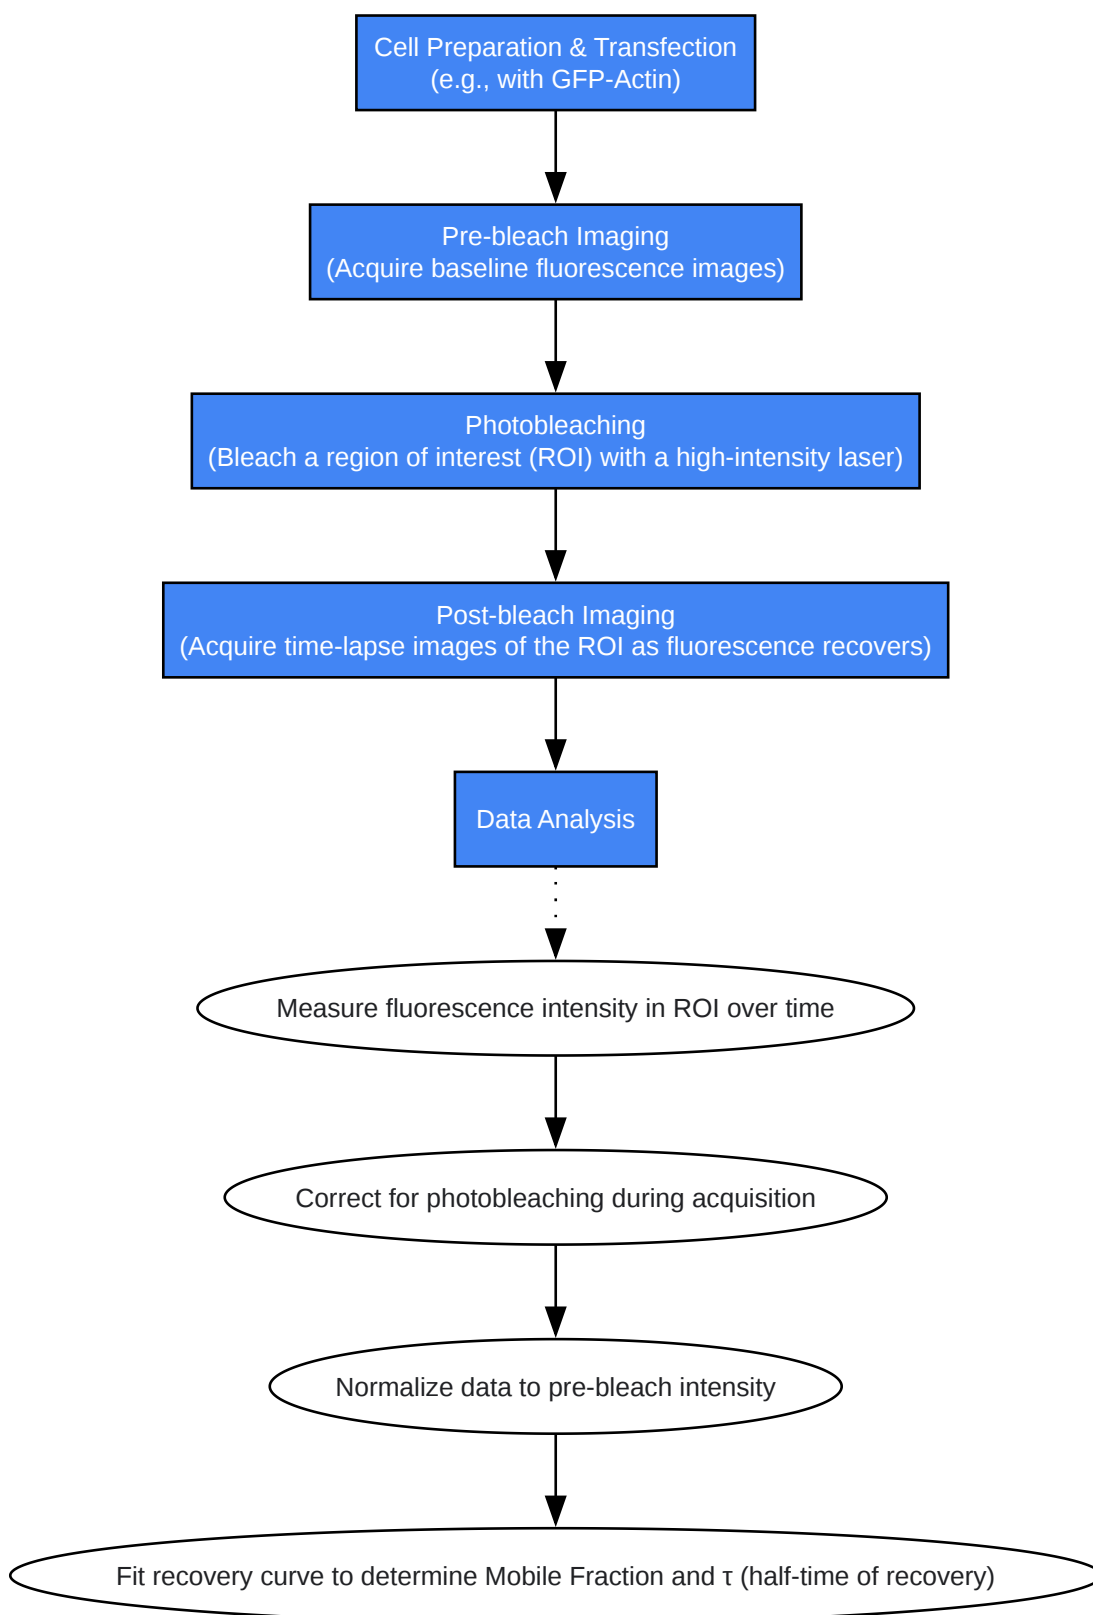 Cell Preparation & Transfection
(e.g., with GFP-Actin)
Pre-bleach Imaging
(Acquire baseline fluorescence images)
Photobleaching
(Bleach a region of interest (ROI) with a high-intensity laser)
Post-bleach Imaging
(Acquire time-lapse images of the ROI as fluorescence recovers)
Data Analysis
Measure fluorescence intensity in ROI over time
Correct for photobleaching during acquisition
Normalize data to pre-bleach intensity
Fit recovery curve to determine Mobile Fraction and τ (half-time of recovery)